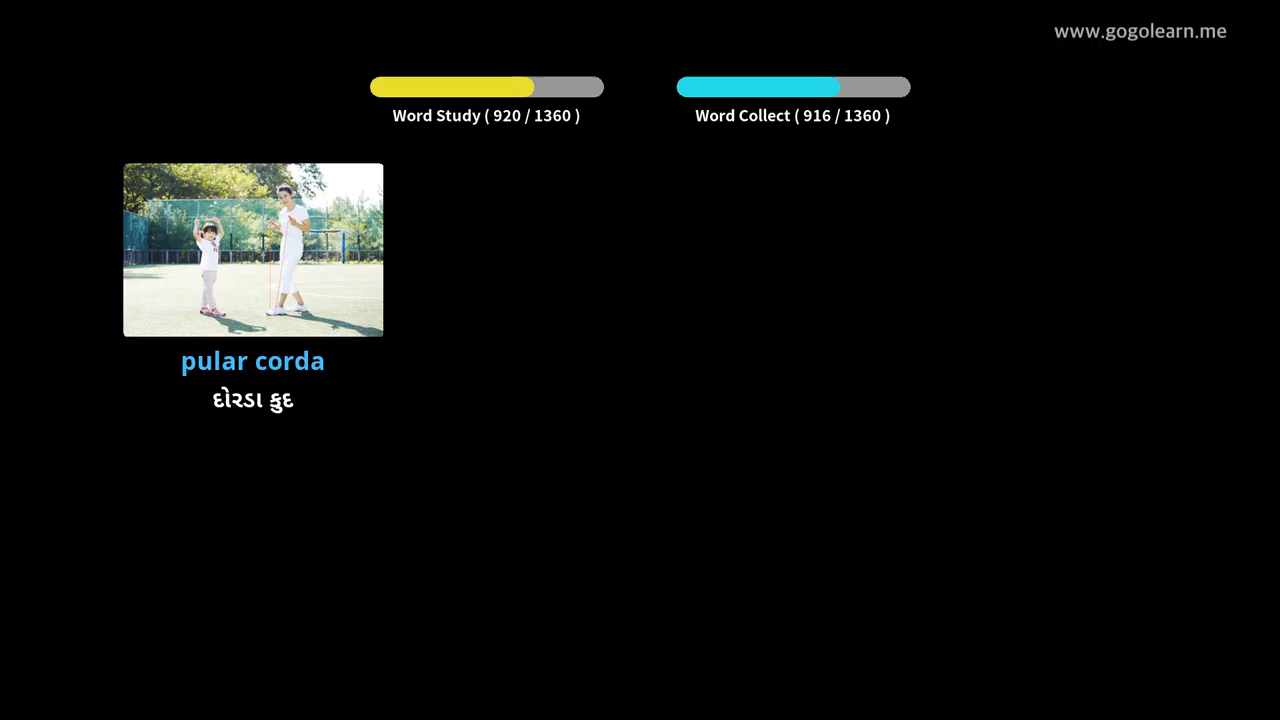 www.gogolearn.me
Word Study ( 920 / 1360 )
Word Collect ( 916 / 1360 )
pular corda
દોરડા કુદ